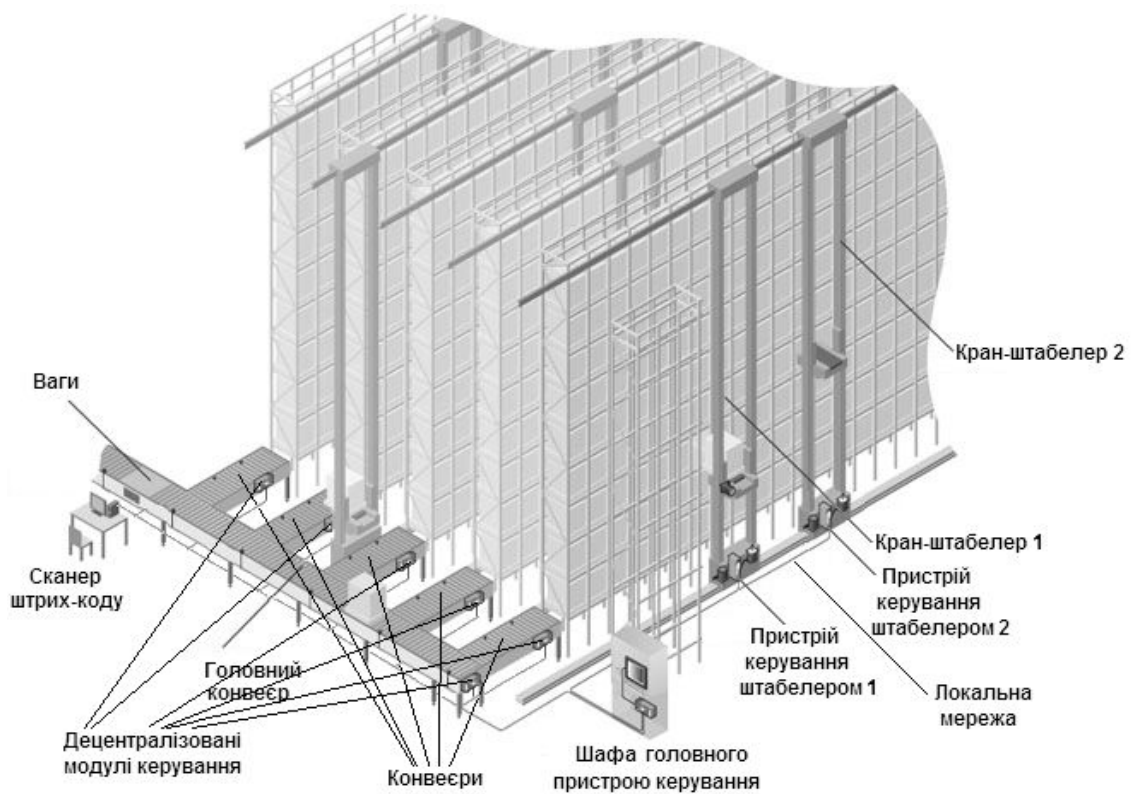 Кран-штабелер 2
Ваги
Кран-штабелер 1
Сканер
штрих-коду
Пристрій
керування
штабелером 2
Пристрій
керування
штабелером 1
Головний
конвеєр
Локальна
мережа
Децентралізовані
модулі керування
Конвеєри
Шафа головного
пристрою керування